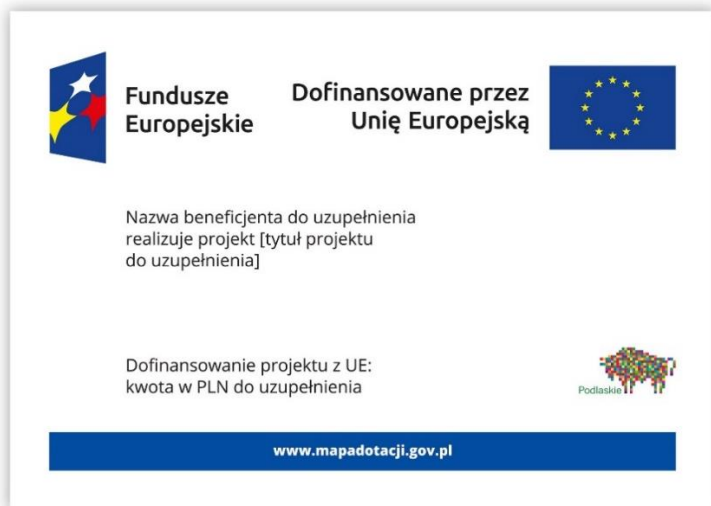 Fundusze
Europejskie
Dofinansowane przez
Unię Europejską
Nazwa beneficjenta do uzupełnienia
realizuje projekt [tytuł projektu
do uzupełnienia]
Dofinansowanie projektu z UE:
kwota w PLN do uzupełnienia
Podlaskie
www.mapadotacji.gov.pl